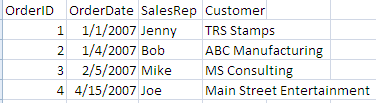 OrderID OrderDate SalesRep Customer
1 1/1/2007 Jenny TRS Stamps
2 1/4/2007 Bob ABC Manufacturing
3 2/5/2007 Mike MS Consulting
4 4/15/2007 Joe Main Street Entertainment